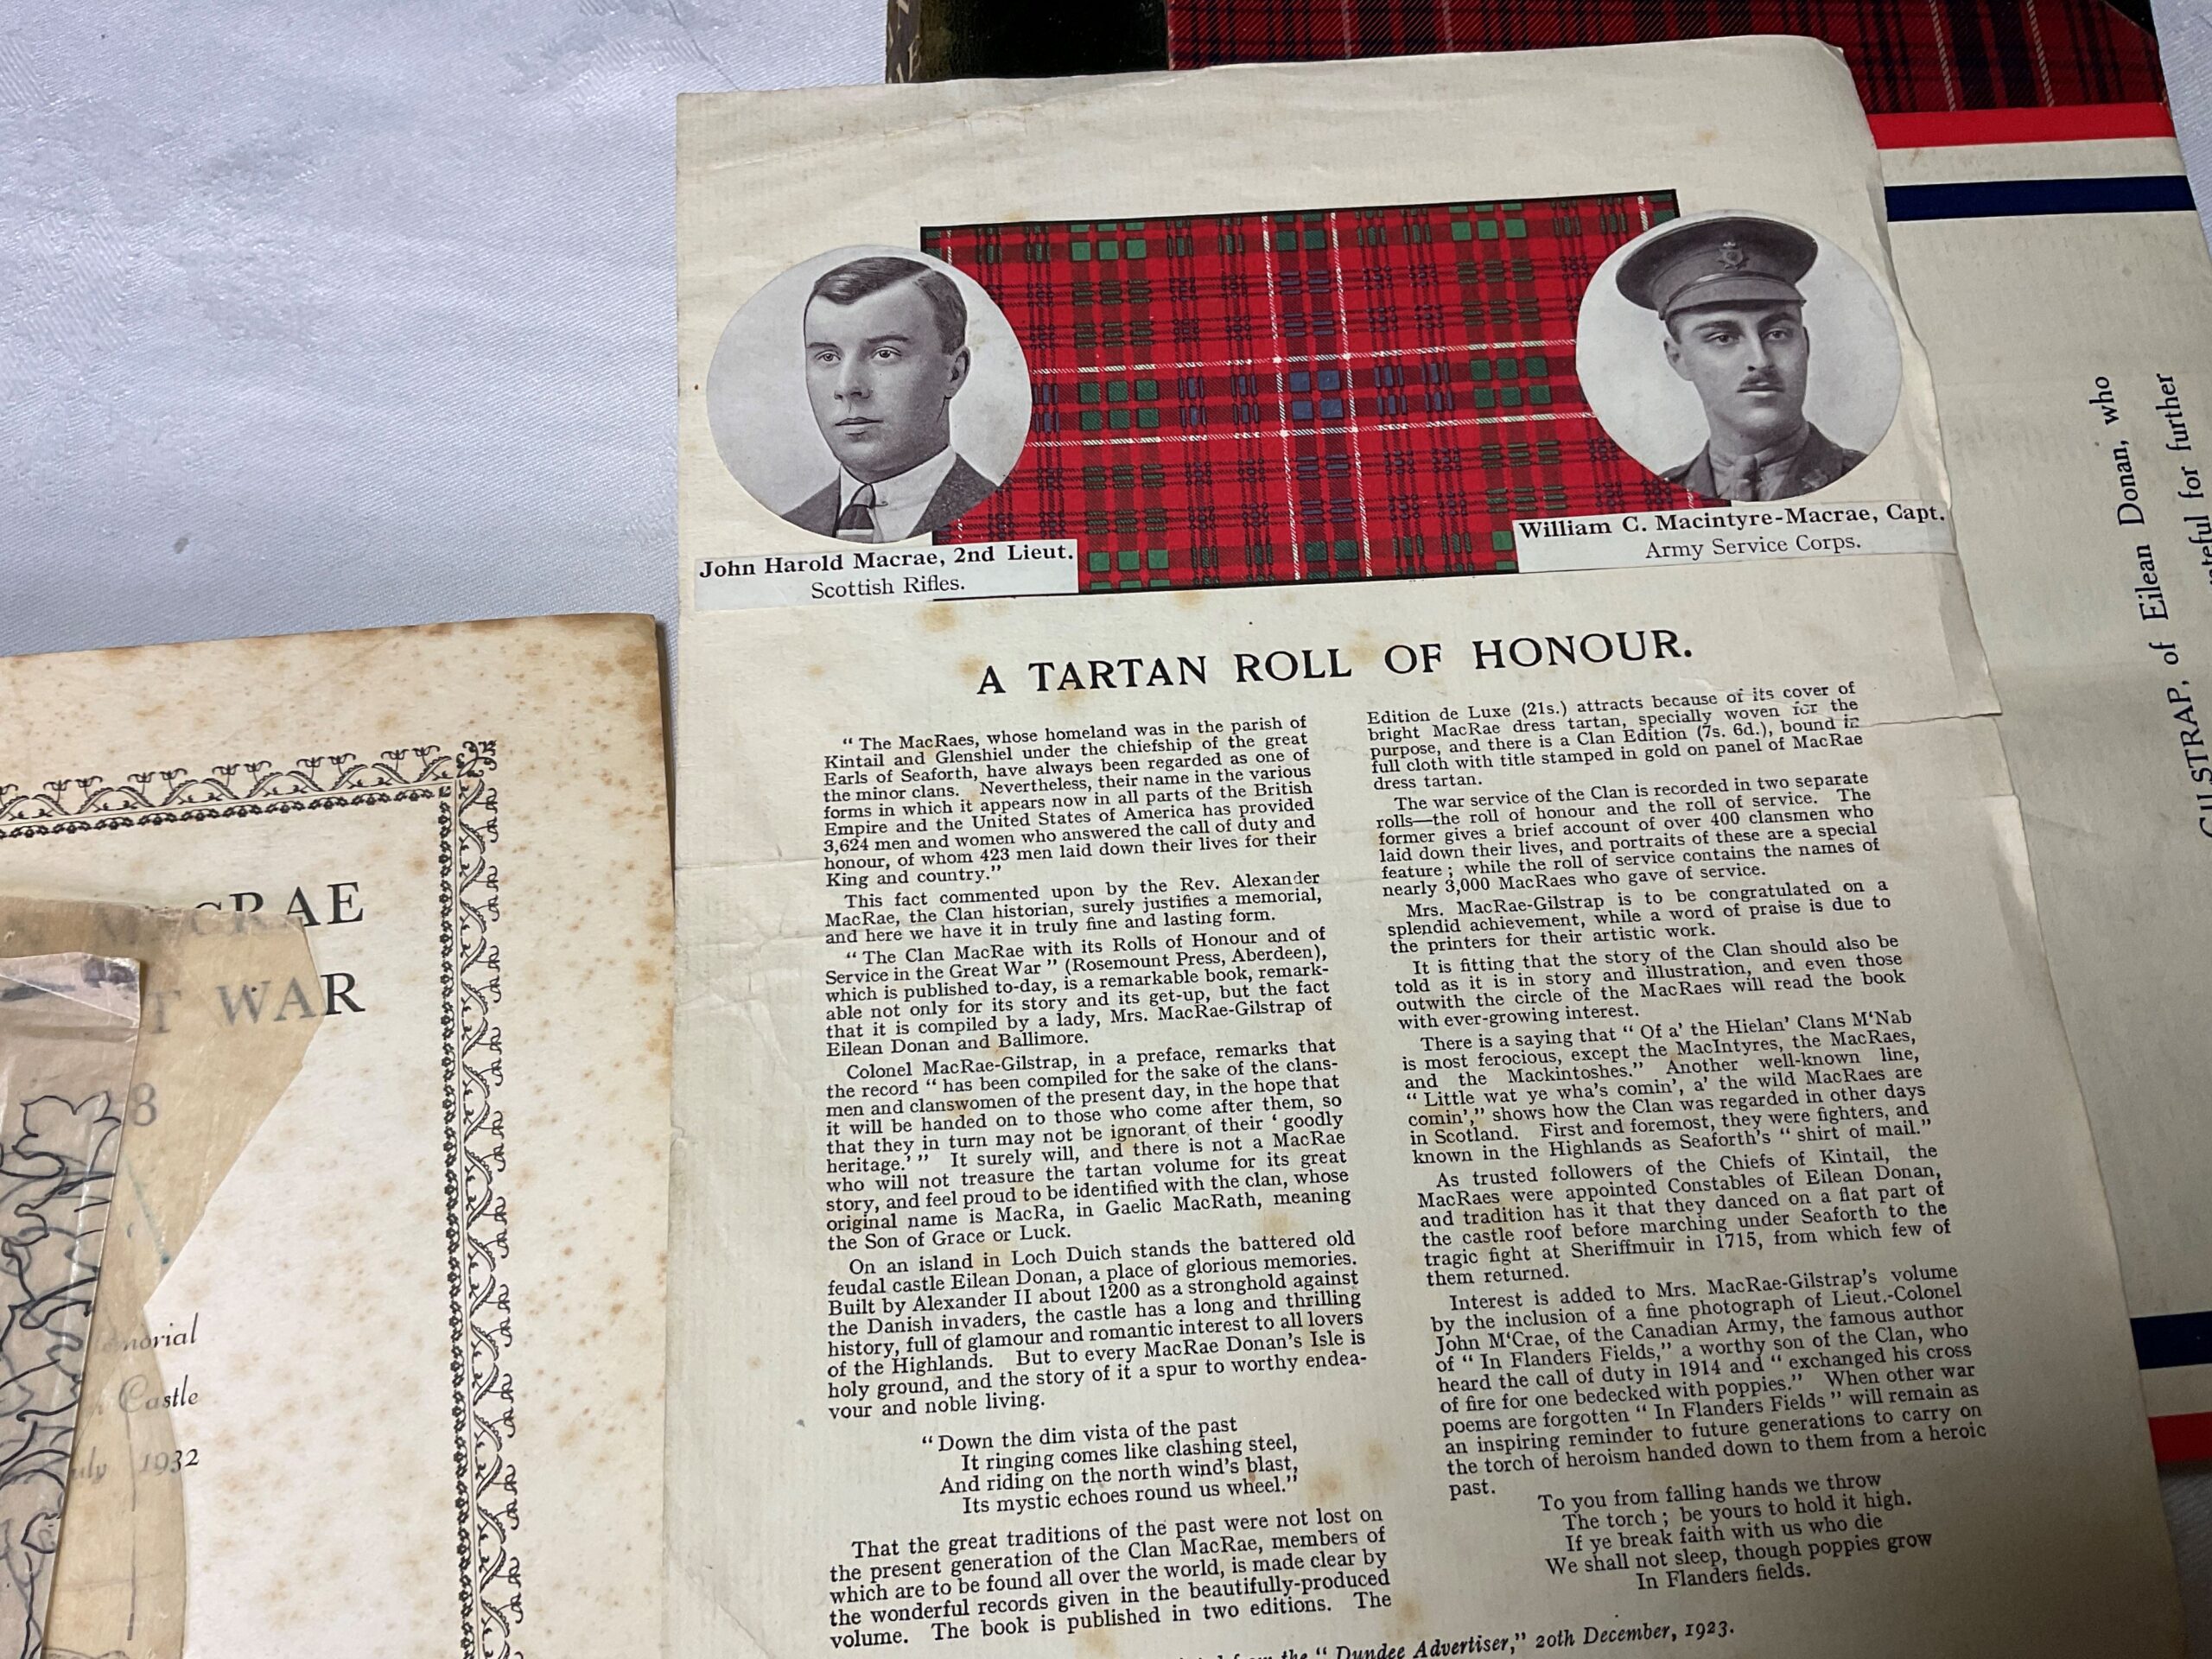 John Harold Macrae, 2nd Lieut.
Scottish Rifles.
William C. Macintyre-Macrae, Capt.
Army Service Corps.
A TARTAN ROLL OF HONOUR.
“ The MacRaes, whose homeland was in the parish of
Kintail and Glenshiel under the chiefship of the great
Earls of Seaforth, have always been regarded as one of
the minor clans. Nevertheless, their name in the various
forms in which it appears now in all parts of the British
Empire and the United States of America has provided
3,624 men and women who answered the call of duty and
honour, of whom 423 men laid down their lives for their
King and country.”
This fact commented upon by the Rev. Alexander
MacRae, the Clan historian, surely justifies a memorial,
and here we have it in truly fine and lasting form.
“ The Clan MacRae with its Rolls of Honour and of
Service in the Great War ” (Rosemount Press, Aberdeen),
which is published to-day, is a remarkable book, remark-
able not only for its story and its get-up, but the fact
that it is compiled by a lady, Mrs. MacRae-Gilstrap of
Eilean Donan and Ballimore.
Colonel MacRae-Gilstrap, in a preface, remarks that
the record “ has been compiled for the sake of the clans-
men and clanswomen of the present day, in the hope that
it will be handed on to those who come after them, so
that they in turn may not be ignorant of their ‘ goodly
heritage.’ ” It surely will, and there is not a MacRae
who will not treasure the tartan volume for its great
story, and feel proud to be identified with the clan, whose
original name is MacRa, in Gaelic MacRath, meaning
the Son of Grace or Luck.
On an island in Loch Duich stands the battered old
feudal castle Eilean Donan, a place of glorious memories.
Built by Alexander II about 1200 as a stronghold against
the Danish invaders, the castle has a long and thrilling
history, full of glamour and romantic interest to all lovers
of the Highlands. But to every MacRae Donan’s Isle is
holy ground, and the story of it a spur to worthy endea-
vour and noble living.
“ Down the dim vista of the past
It ringing comes like clashing steel,
And riding on the north wind’s blast,
Its mystic echoes round us wheel.”
That the great traditions of the past were not lost on
the present generation of the Clan MacRae, members of
which are to be found all over the world, is made clear by
the wonderful records given in the beautifully-produced
volume. The book is published in two editions. The
Edition de Luxe (21s.) attracts because of its cover of
bright MacRae dress tartan, specially woven for the
purpose, and there is a Clan Edition (7s. 6d.), bound in
full cloth with title stamped in gold on panel of MacRae
dress tartan.
The war service of the Clan is recorded in two separate
rolls—the roll of honour and the roll of service. The
former gives a brief account of over 400 clansmen who
laid down their lives, and portraits of these are a special
feature ; while the roll of service contains the names of
nearly 3,000 MacRaes who gave of service.
Mrs. MacRae-Gilstrap is to be congratulated on a
splendid achievement, while a word of praise is due to
the printers for their artistic work.
It is fitting that the story of the Clan should also be
told as it is in story and illustration, and even those
outwith the circle of the MacRaes will read the book
with ever-growing interest.
There is a saying that “ Of a’ the Hielan’ Clans M‘Nab
is most ferocious, except the MacIntyres, the MacRaes,
and the Mackintoshes.” Another well-known line,
“ Little wat ye wha’s comin’, a’ the wild MacRaes are
comin’,” shows how the Clan was regarded in other days
in Scotland. First and foremost, they were fighters, and
known in the Highlands as Seaforth’s “ shirt of mail.”
As trusted followers of the Chiefs of Kintail, the
MacRaes were appointed Constables of Eilean Donan,
and tradition has it that they danced on a flat part of
the castle roof before marching under Seaforth to the
tragic fight at Sheriffmuir in 1715, from which few of
them returned.
Interest is added to Mrs. MacRae-Gilstrap’s volume
by the inclusion of a fine photograph of Lieut.-Colonel
John M‘Crae, of the Canadian Army, the famous author
of “ In Flanders Fields,” a worthy son of the Clan, who
heard the call of duty in 1914 and “ exchanged his cross
of fire for one bedecked with poppies.” When other war
poems are forgotten “ In Flanders Fields ” will remain as
an inspiring reminder to future generations to carry on
the torch of heroism handed down to them from a heroic
past.
To you from falling hands we throw
The torch ; be yours to hold it high.
If ye break faith with us who die
We shall not sleep, though poppies grow
In Flanders fields.
from the “ Dundee Advertiser,” 20th December, 1923.
MACRAE
WAR
Castle
1932
GILSTRAP, of Eilean Donan, who
for further